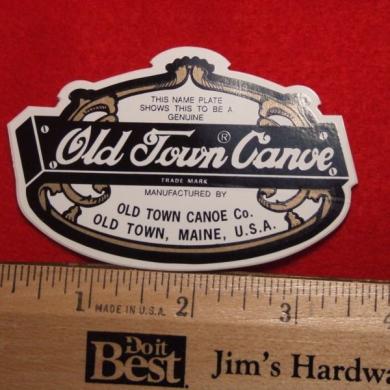 THIS NAME PLATE
SHOWS THIS TO BE A
GENUINE
Old Town® Canoe
TRADE MARK
MANUFACTURED BY
OLD TOWN CANOE Co.
OLD TOWN, MAINE, U.S.A.
1 MADE IN U.S.A. 2 3 4
Do it
Best
Jim's Hardwa